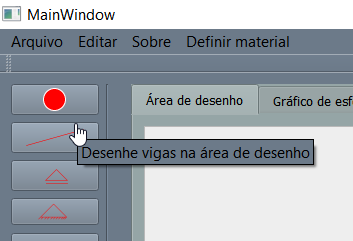 MainWindow
Arquivo Editar Sobre Definir material
Área de desenho Gráfico de esf
Desenhe vigas na área de desenho